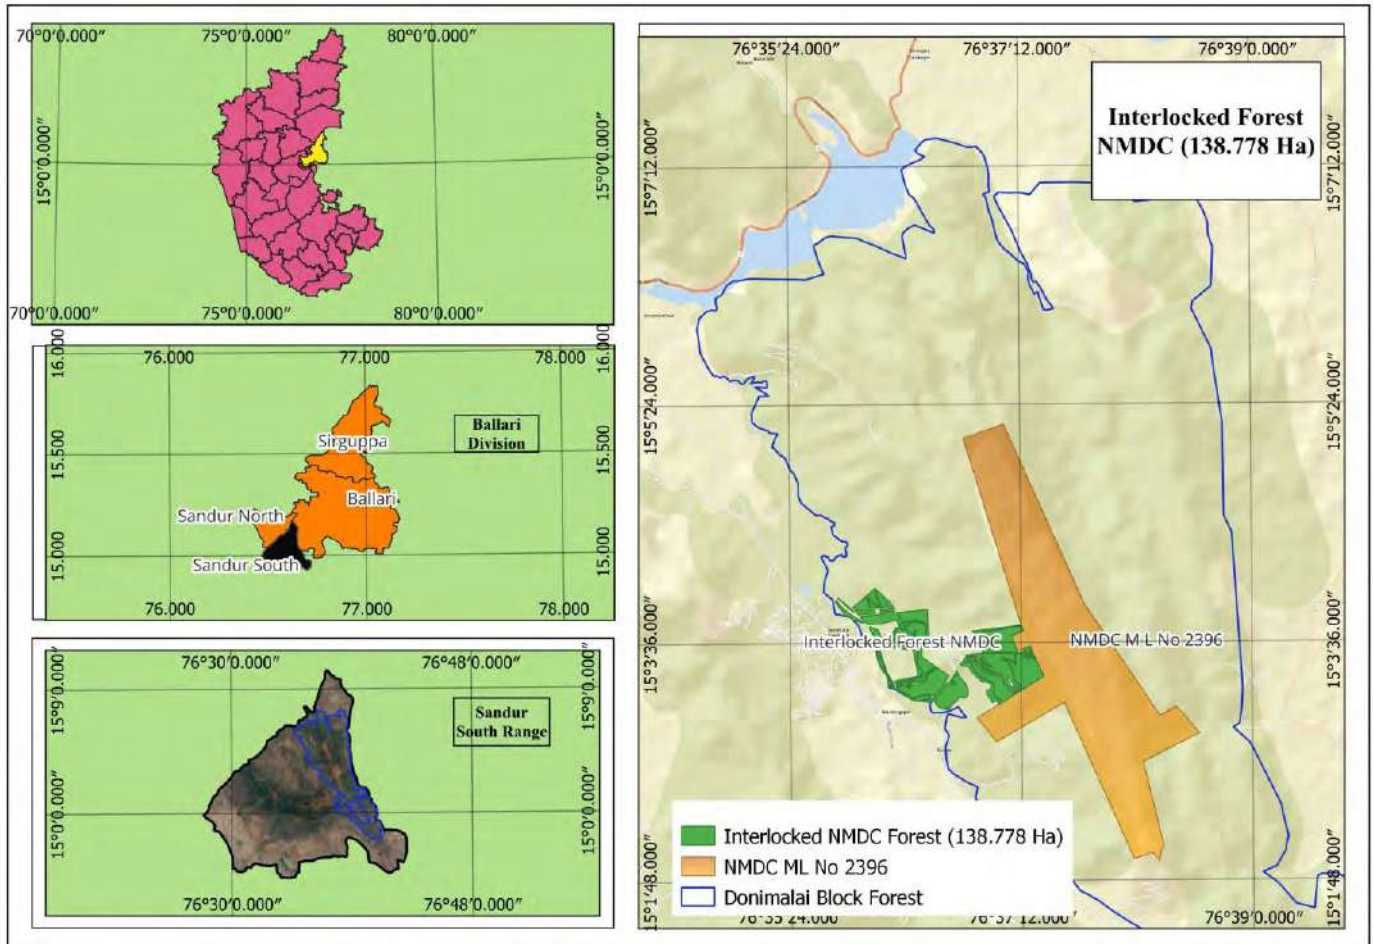 70°0′0.000″
75°0′0.000″
80°0′0.000″
15°0′0.000″
15°0′0.000″
70°0′0.000″
75°0′0.000″
80°0′0.000″
76.000
77.000
78.000
16.000
16.000
15.500
15.500
15.000
15.000
Ballari
Division
Sirguppa
Ballari
Sandur North
Sandur South
76.000
77.000
78.000
76°30′0.000″
76°48′0.000″
15°9′0.000″
15°9′0.000″
15°0′0.000″
15°0′0.000″
Sandur
South Range
76°30′0.000″
76°48′0.000″
76°35′24.000″
76°37′12.000″
76°39′0.000″
Interlocked Forest
NMDC (138.778 Ha)
15°7′12.000″
15°7′12.000″
15°5′24.000″
15°5′24.000″
15°3′36.000″
15°3′36.000″
Interlocked Forest NMDC
NMDC M L No 2396
15°1′48.000″
15°1′48.000″
Interlocked NMDC Forest (138.778 Ha)
NMDC ML No 2396
Donimalai Block Forest
76°35′24.000″
76°37′12.000″
76°39′0.000″